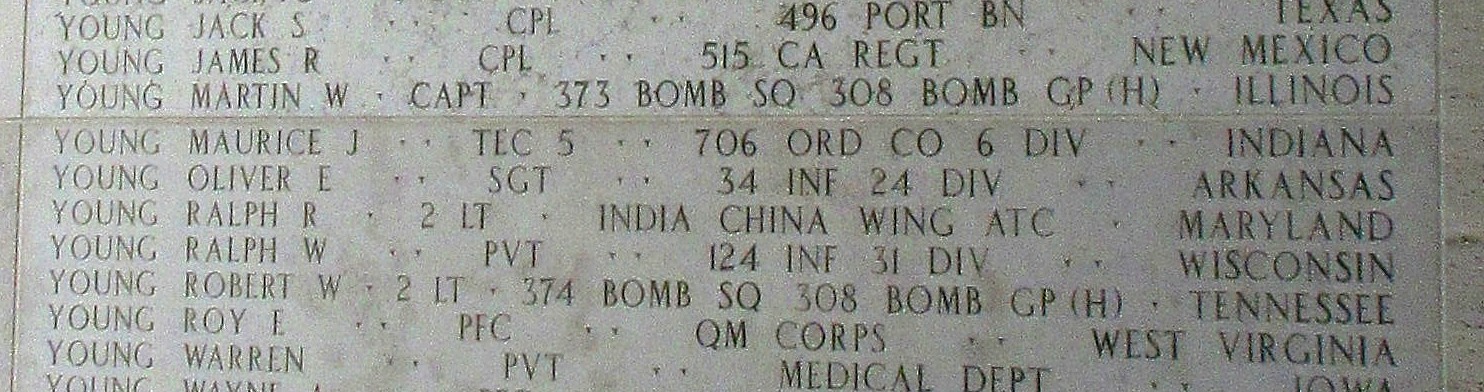 YOUNG JACK S · · CPL · · 496 PORT BN · · TEXAS
YOUNG JAMES R · · CPL · · 515 CA REGT · · NEW MEXICO
YOUNG MARTIN W · CAPT · 373 BOMB SQ 308 BOMB GP (H) · ILLINOIS
YOUNG MAURICE J · · TEC 5 · · 706 ORD CO 6 DIV · · INDIANA
YOUNG OLIVER E · · SGT · · 34 INF 24 DIV · · ARKANSAS
YOUNG RALPH R · 2 LT · INDIA CHINA WING ATC · MARYLAND
YOUNG RALPH W · · PVT · · 124 INF 31 DIV · · WISCONSIN
YOUNG ROBERT W · 2 LT · 374 BOMB SQ 308 BOMB GP (H) · TENNESSEE
YOUNG ROY E · · PFC · · QM CORPS · · WEST VIRGINIA
YOUNG WARREN · · PVT · · MEDICAL DEPT · · IOWA
YOUNG WAYNE A